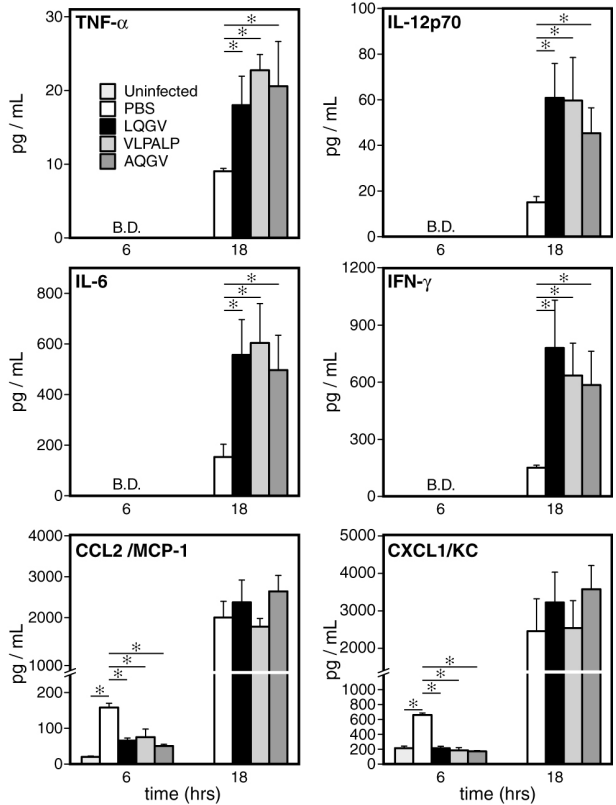 TNF-α
30
20
10
0
pg / mL
Uninfected
PBS
LQGV
VLPALP
AQGV
* * *
B.D.
6 18
IL-12p70
100
80
60
40
20
0
pg / mL
* * *
B.D.
6 18
IL-6
800
600
400
200
0
pg / mL
* * *
B.D.
6 18
IFN-γ
1200
900
600
300
0
pg / mL
* * *
B.D.
6 18
CCL2 /MCP-1
4000
3000
2000
1000
200
100
0
pg / mL
* * * *
6 18
time (hrs)
CXCL1/KC
5000
4000
3000
2000
1000
800
600
400
200
0
pg / mL
* * * *
6 18
time (hrs)